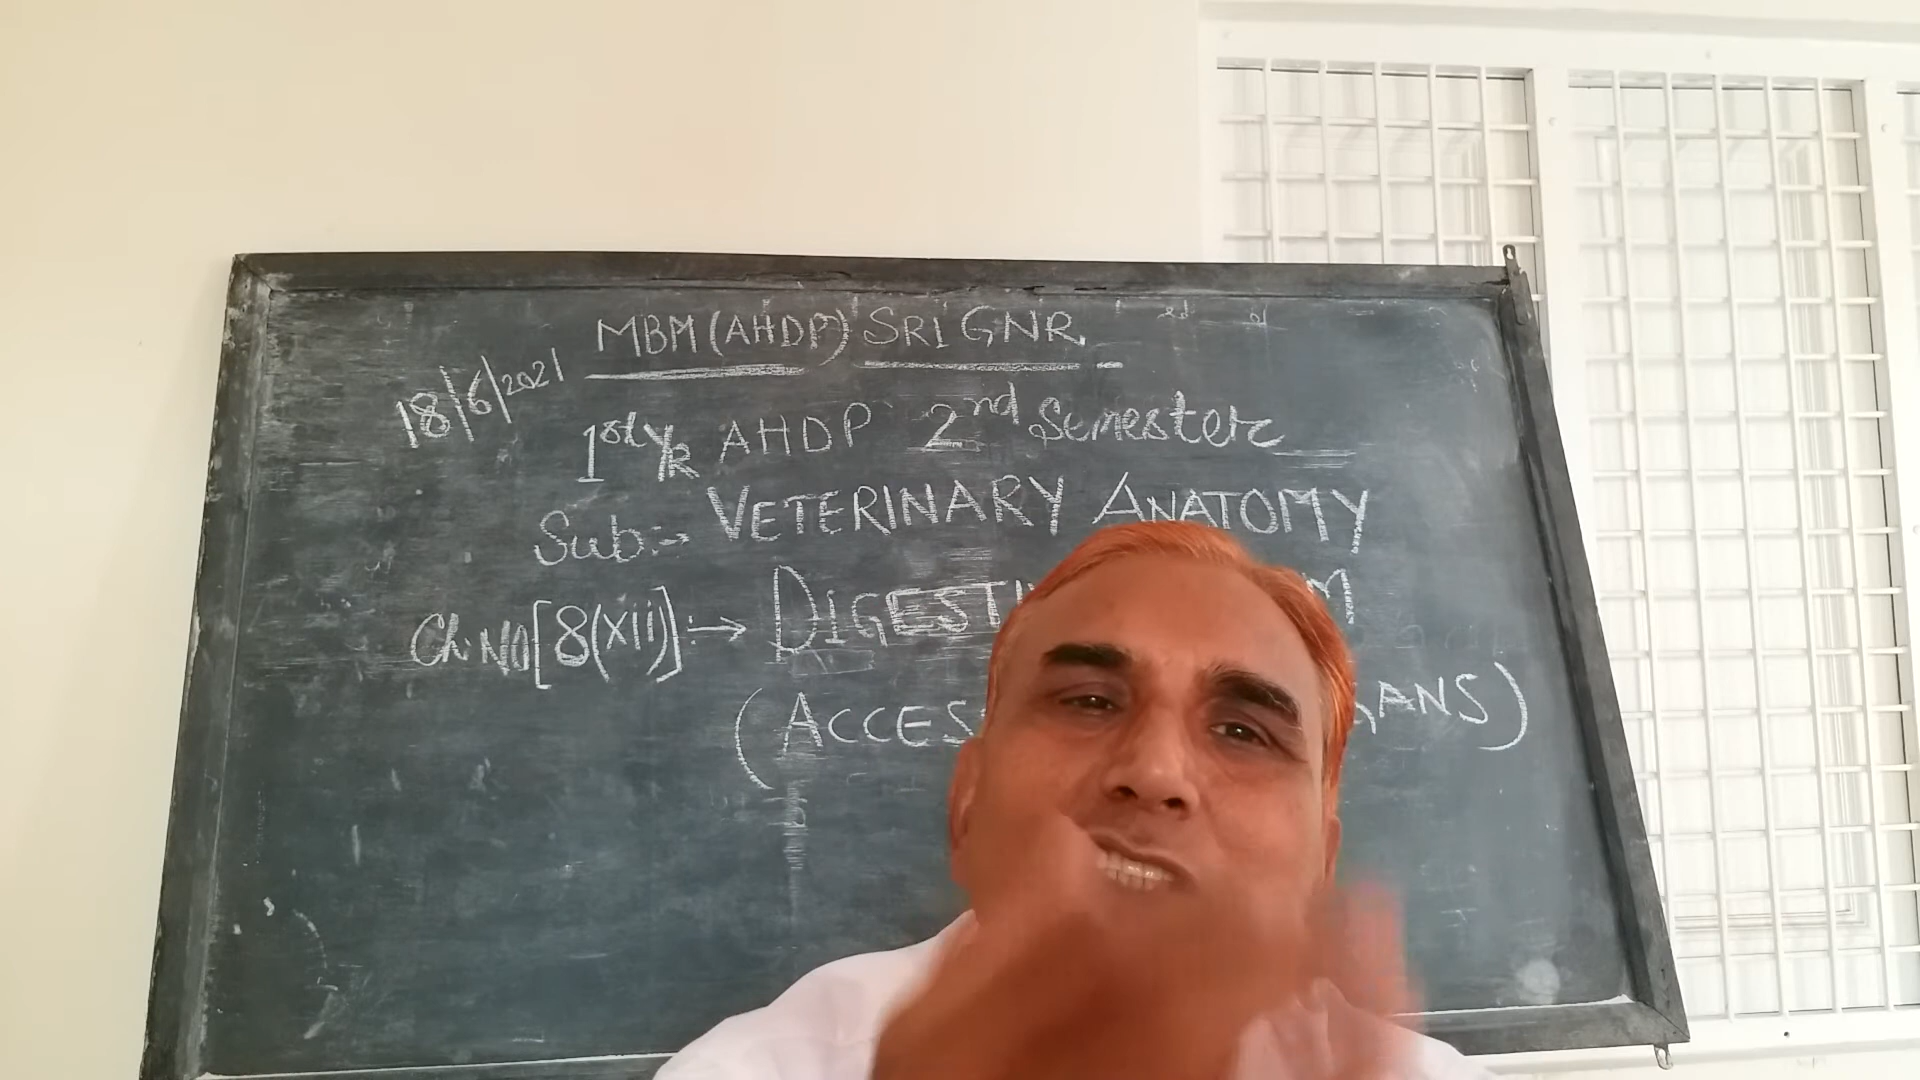 MBM (AHDP) SRI GNR.
18/6/2021
1st YR AHDP 2nd Semester
Sub:- VETERINARY ANATOMY
Ch. NO [8(xii)]:→ DIGESTI M
(ACCES GANS)